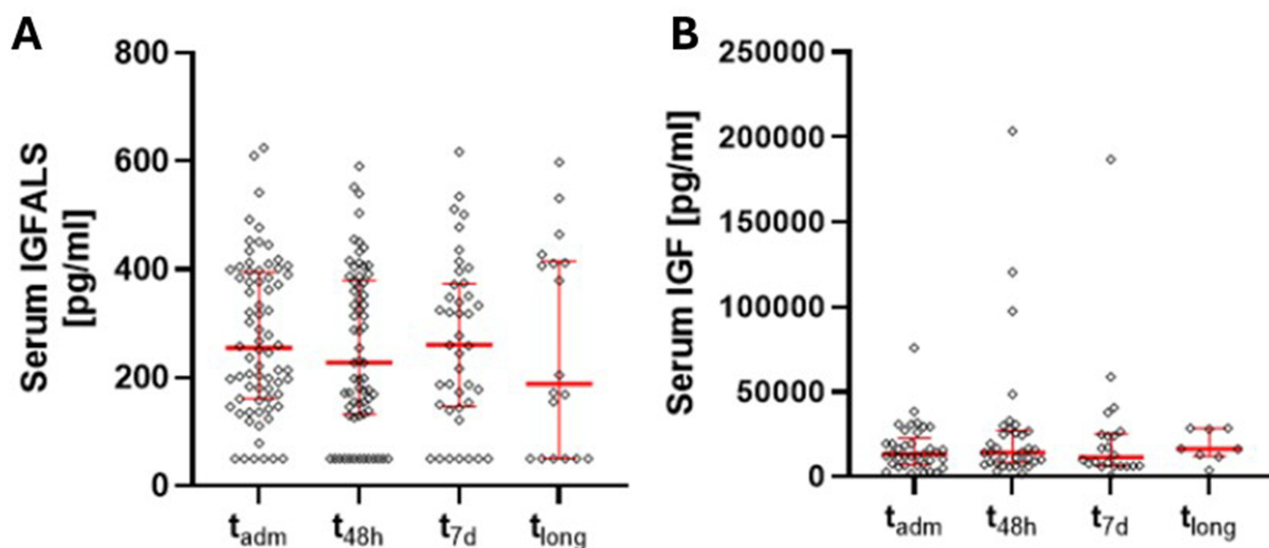 A
Serum IGFALS
[pg/ml]
800
600
400
200
0
tadm
t48h
t7d
tlong
B
Serum IGF [pg/ml]
250000
200000
150000
100000
50000
0
tadm
t48h
t7d
tlong